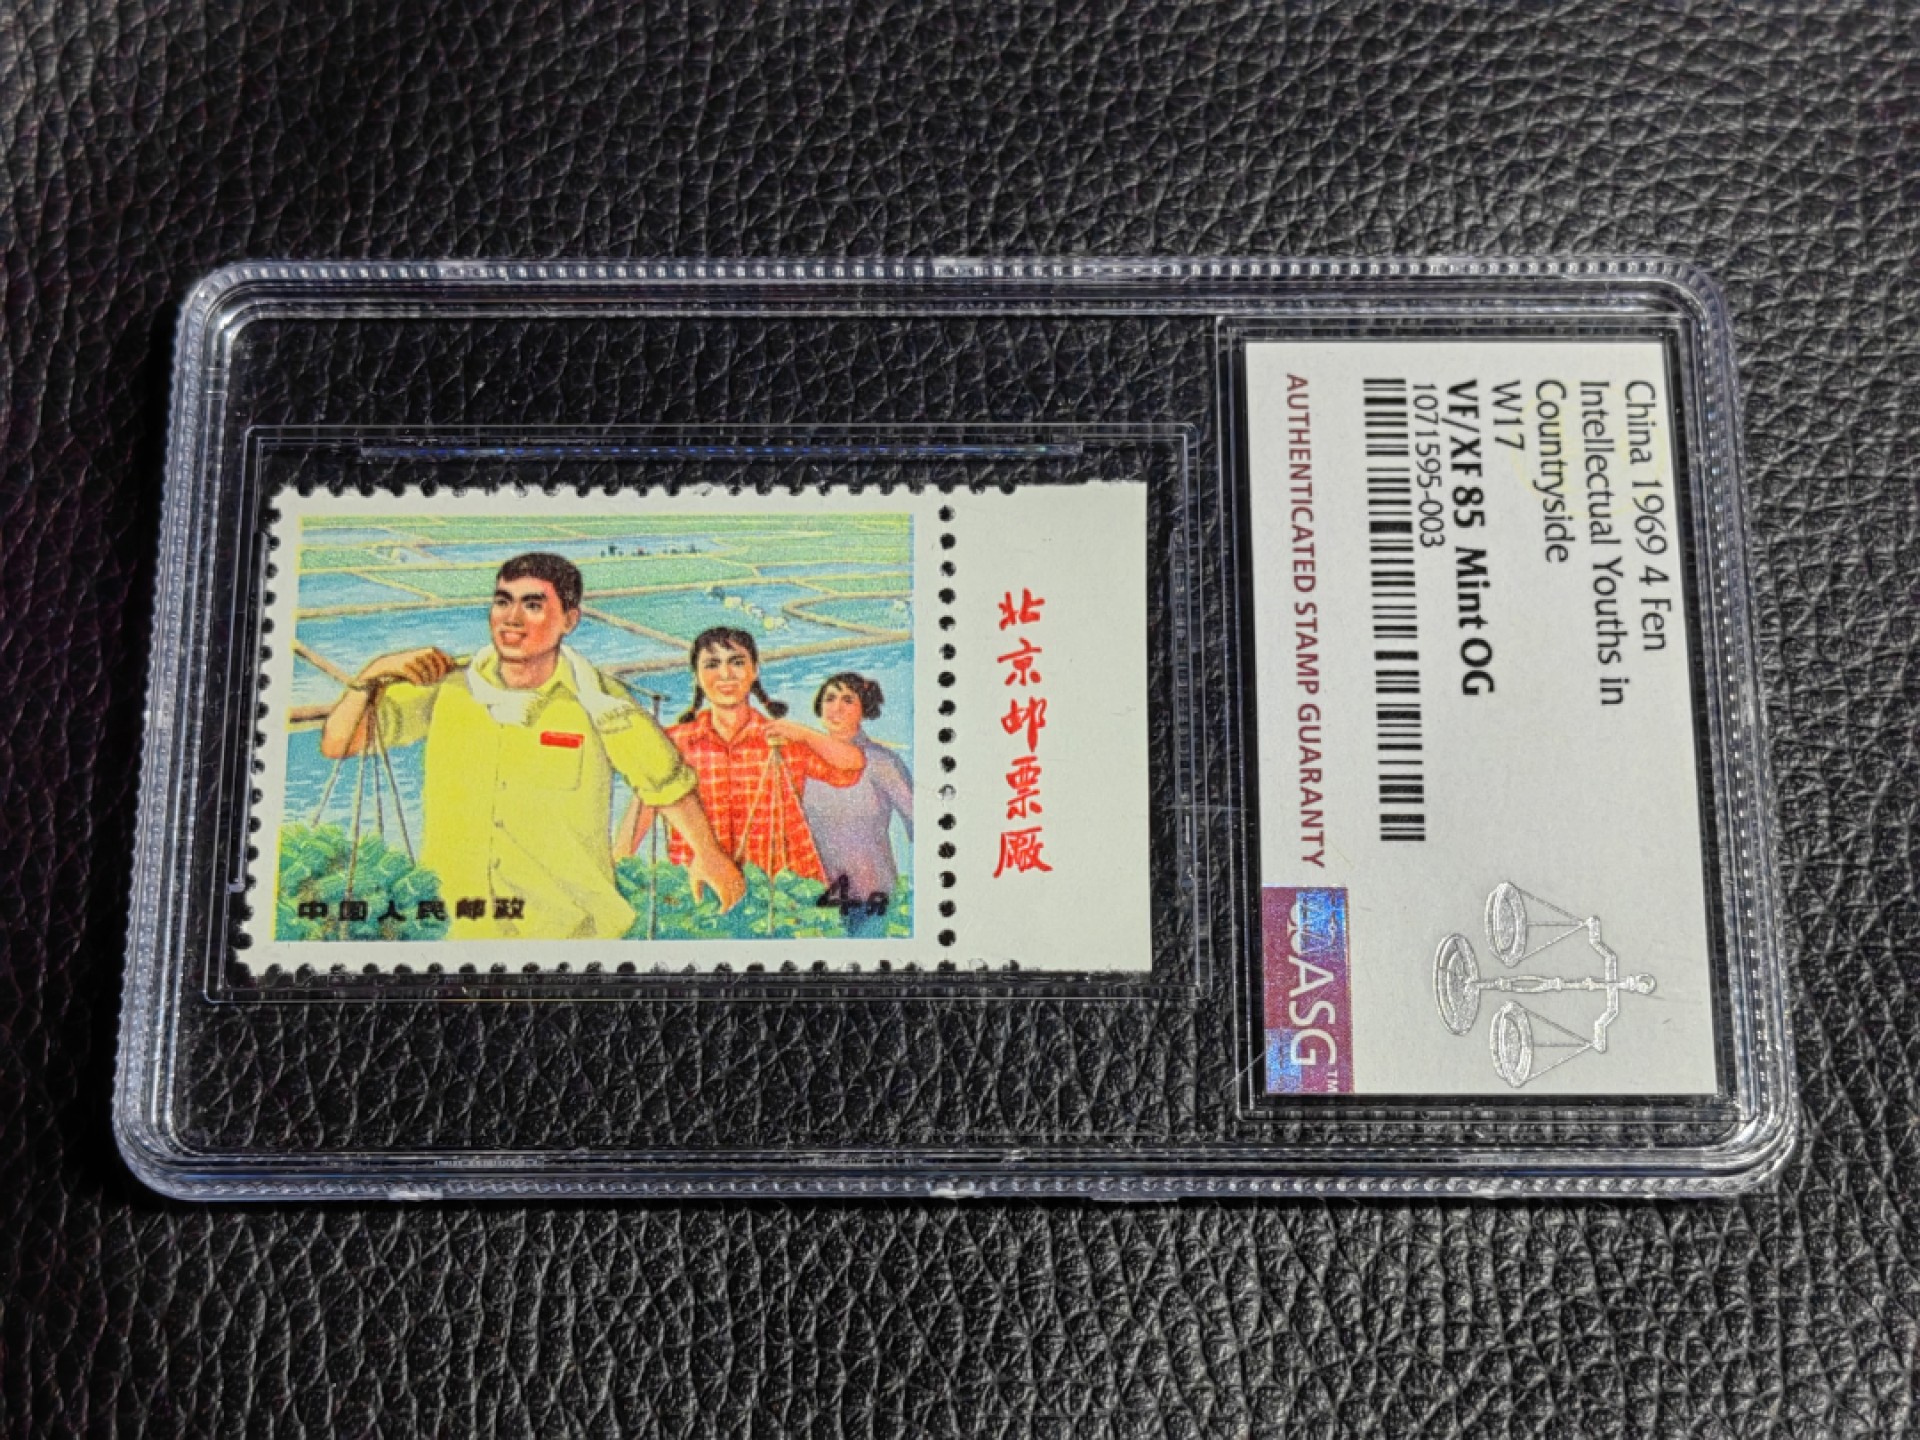 中国人民邮政
4分
北京邮票厰
China 1969 4 Fen
Intellectual Youths in
Countryside
W17
VF/XF 85 Mint OG
1071595-003
AUTHENTICATED STAMP GUARANTY
ASG™